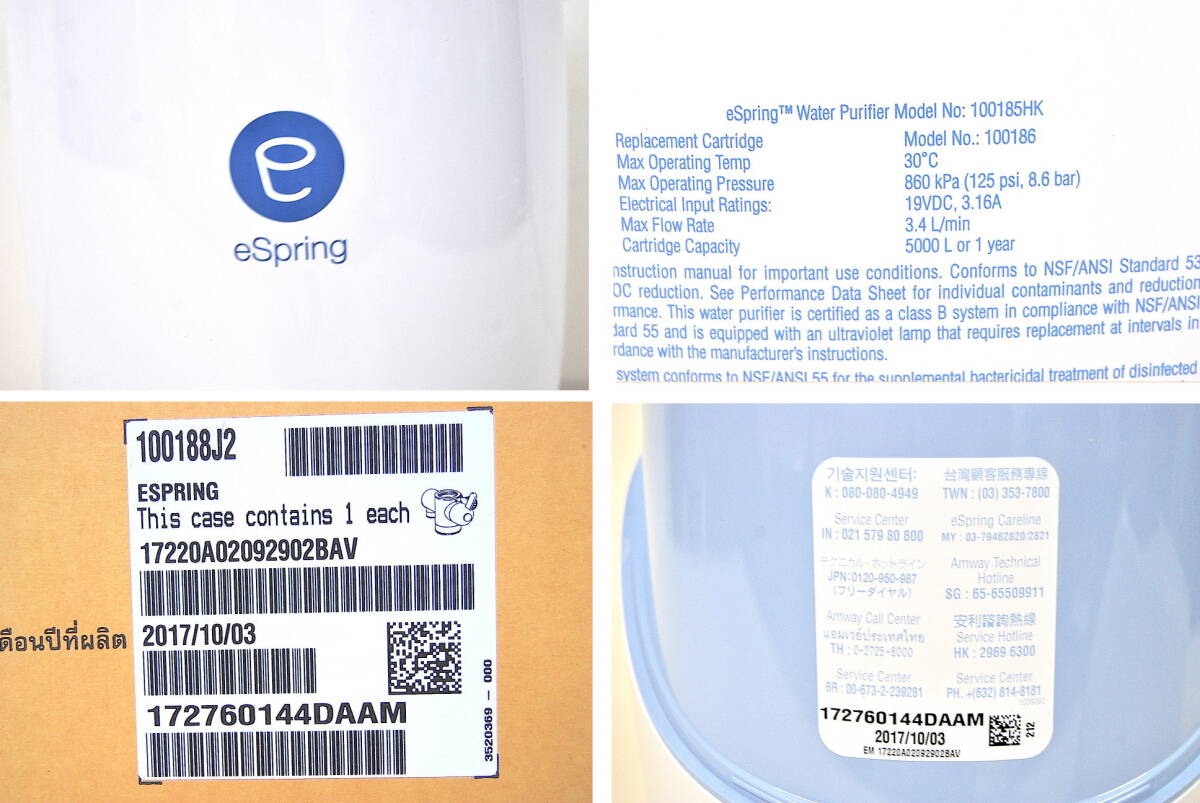 eSpring
eSpring™ Water Purifier Model No: 100185HK
Replacement Cartridge Model No.: 100186
Max Operating Temp 30°C
Max Operating Pressure 860 kPa (125 psi, 8.6 bar)
Electrical Input Ratings: 19VDC, 3.16A
Max Flow Rate 3.4 L/min
Cartridge Capacity 5000 L or 1 year
nstruction manual for important use conditions. Conforms to NSF/ANSI Standard 53
OC reduction. See Performance Data Sheet for individual contaminants and reduction
rmance. This water purifier is certified as a class B system in compliance with NSF/ANSI
dard 55 and is equipped with an ultraviolet lamp that requires replacement at intervals in
rdance with the manufacturer's instructions.
system conforms to NSF/ANSI 55 for the supplemental bactericidal treatment of disinfected
100188J2
ESPRING
This case contains 1 each
17220A02092902BAV
ดือนปีที่ผลิต
2017/10/03
172760144DAAM
3520369 – 000
기술지원센터:
K : 080-080-4949
Service Center
IN : 021 579 80 800
テクニカル・ホットライン
JPN:0120-950-987
(フリーダイヤル)
Amway Call Center
แอมเวย์ประเทศไทย
TH : 0-2725-8000
Service Center
BR : 00-673-2-239281
台灣顧客服務專線
TWN : (03) 353-7800
eSpring Careline
MY : 03-79462820/2821
Amway Technical
Hotline
SG : 65-65509911
安利諮詢熱線
Service Hotline
HK : 2969 6300
Service Center
PH. +(632) 814-8181
172760144DAAM
2017/10/03
EM 17220A02092902BAV
212